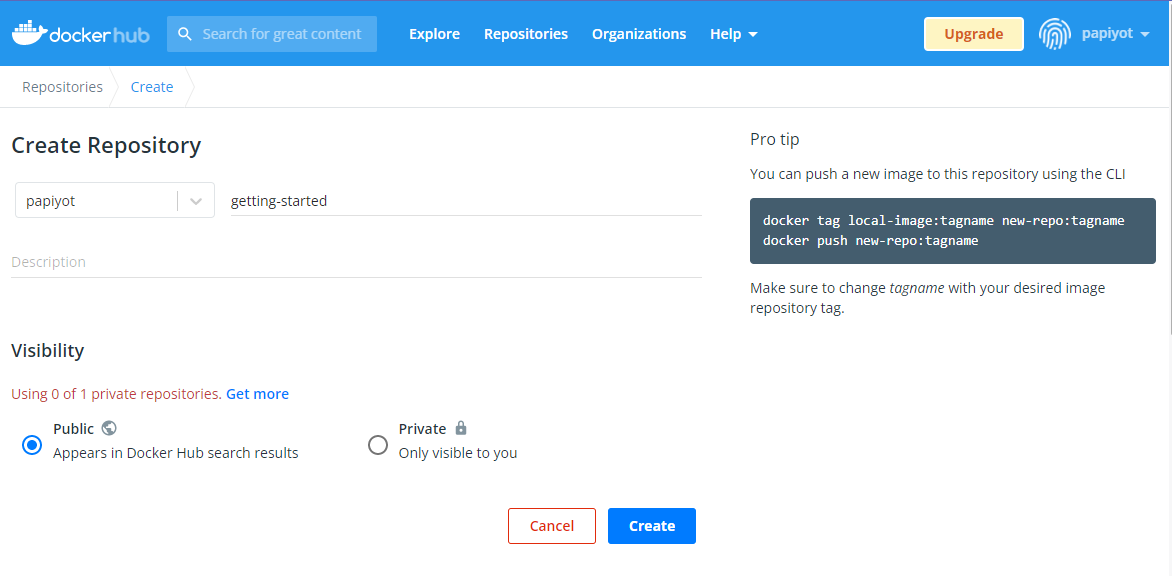 dockerhub Search for great content Explore Repositories Organizations Help Upgrade papiyot
Repositories Create
Create Repository
papiyot getting-started
Description
Visibility
Using 0 of 1 private repositories. Get more
Public
Appears in Docker Hub search results
Private
Only visible to you
Cancel Create
Pro tip
You can push a new image to this repository using the CLI
docker tag local-image:tagname new-repo:tagname
docker push new-repo:tagname
Make sure to change tagname with your desired image
repository tag.